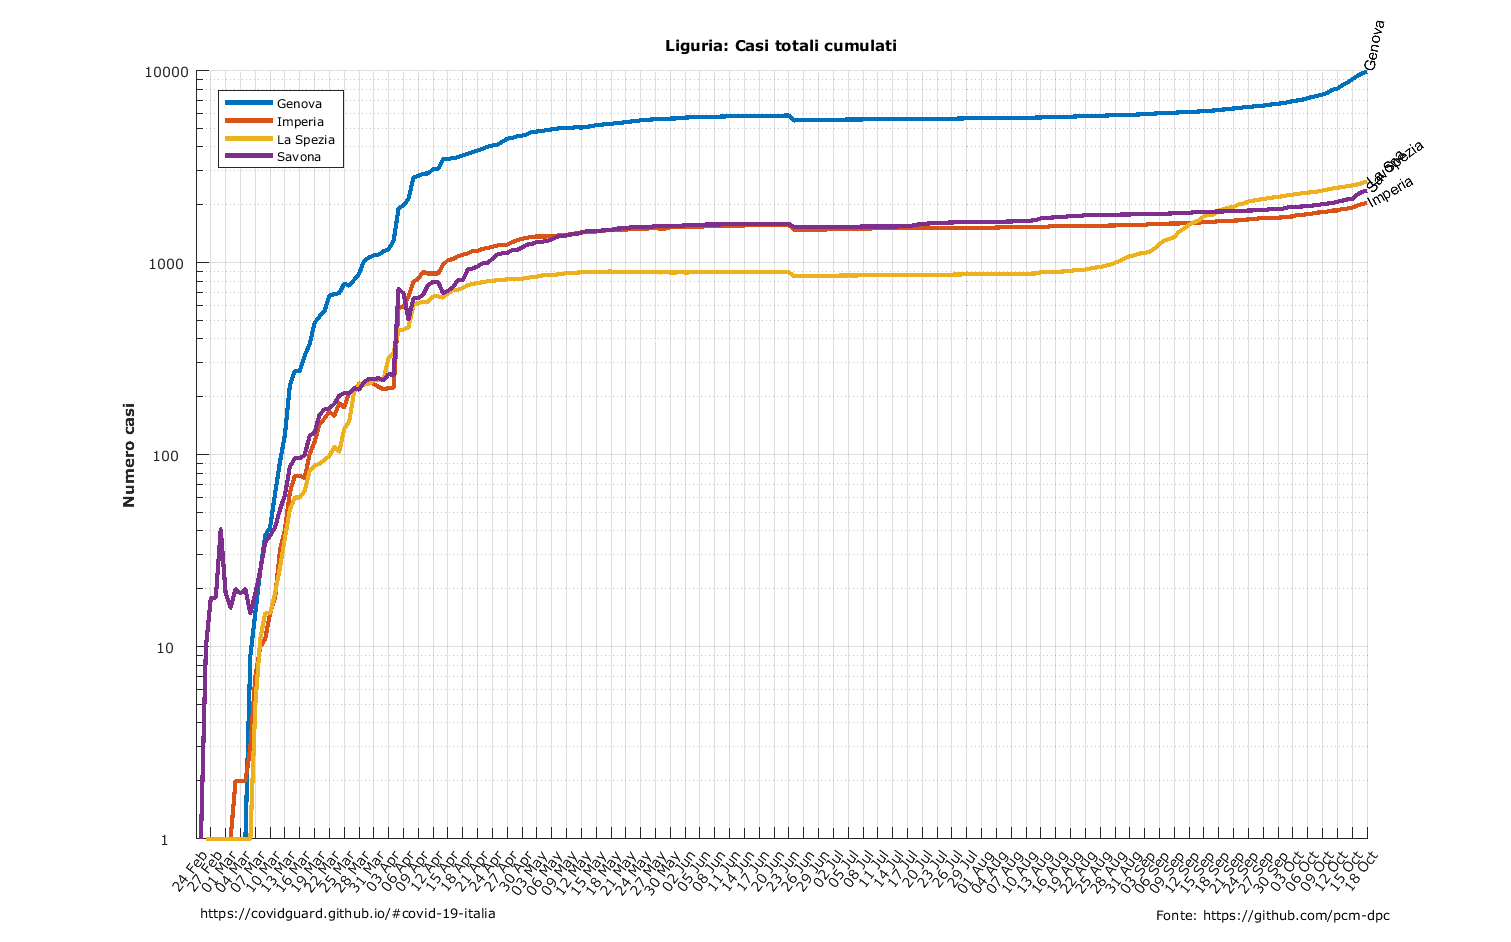 Liguria: Casi totali cumulati
Numero casi
10000
1000
100
10
1
Genova
Imperia
La Spezia
Savona
Genova
La Spezia
Savona
Imperia
24 Feb
27 Feb
01 Mar
04 Mar
07 Mar
10 Mar
13 Mar
16 Mar
19 Mar
22 Mar
25 Mar
28 Mar
31 Mar
03 Apr
06 Apr
09 Apr
12 Apr
15 Apr
18 Apr
21 Apr
24 Apr
27 Apr
30 Apr
03 May
06 May
09 May
12 May
15 May
18 May
21 May
24 May
27 May
30 May
02 Jun
05 Jun
08 Jun
11 Jun
14 Jun
17 Jun
20 Jun
23 Jun
26 Jun
29 Jun
02 Jul
05 Jul
08 Jul
11 Jul
14 Jul
17 Jul
20 Jul
23 Jul
26 Jul
29 Jul
01 Aug
04 Aug
07 Aug
10 Aug
13 Aug
16 Aug
19 Aug
22 Aug
25 Aug
28 Aug
31 Aug
03 Sep
06 Sep
09 Sep
12 Sep
15 Sep
18 Sep
21 Sep
24 Sep
27 Sep
30 Sep
03 Oct
06 Oct
09 Oct
12 Oct
15 Oct
18 Oct
https://covidguard.github.io/#covid-19-italia
Fonte: https://github.com/pcm-dpc